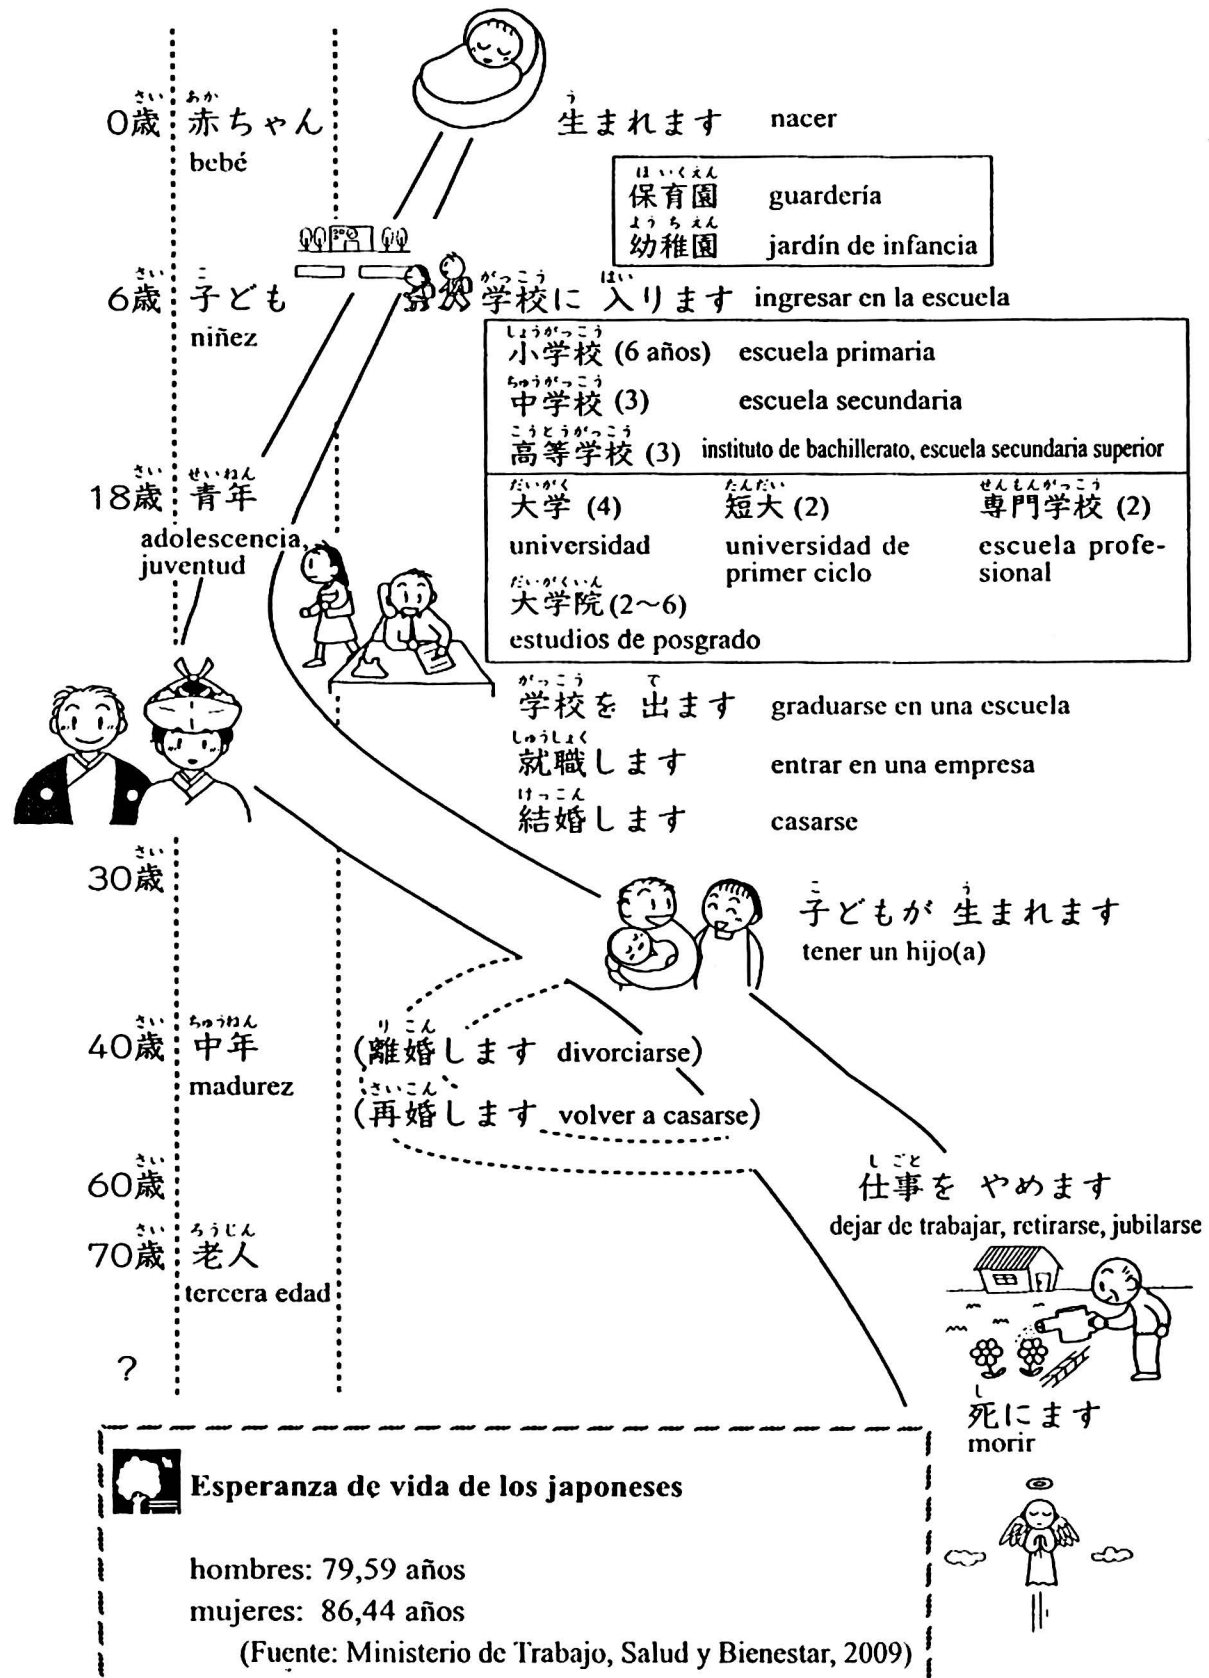 さい あか
0歳 赤ちゃん
bebé
う
生まれます nacer
ほいくえん
保育園 guardería
ようちえん
幼稚園 jardín de infancia
さい こ
6歳 子ども
niñez
がっこう はい
学校に 入ります ingresar en la escuela
しょうがっこう
小学校 (6 años) escuela primaria
ちゅうがっこう
中学校 (3) escuela secundaria
こうとうがっこう
高等学校 (3) instituto de bachillerato, escuela secundaria superior
さい せいねん
18歳 青年
adolescencia,
juventud
だいがく たんだい せんもんがっこう
大学 (4) 短大 (2) 専門学校 (2)
universidad universidad de escuela profe-
primer ciclo sional
だいがくいん
大学院 (2〜6)
estudios de posgrado
がっこう で
学校を 出ます graduarse en una escuela
しゅうしょく
就職します entrar en una empresa
けっこん
結婚します casarse
さい
30歳
こ う
子どもが 生まれます
tener un hijo(a)
さい ちゅうねん
40歳 中年
madurez
りこん
(離婚します divorciarse)
さいこん
(再婚します volver a casarse)
さい
60歳
しごと
仕事を やめます
dejar de trabajar, retirarse, jubilarse
さい ろうじん
70歳 老人
tercera edad
?
し
死にます
morir
Esperanza de vida de los japoneses
hombres: 79,59 años
mujeres: 86,44 años
(Fuente: Ministerio de Trabajo, Salud y Bienestar, 2009)